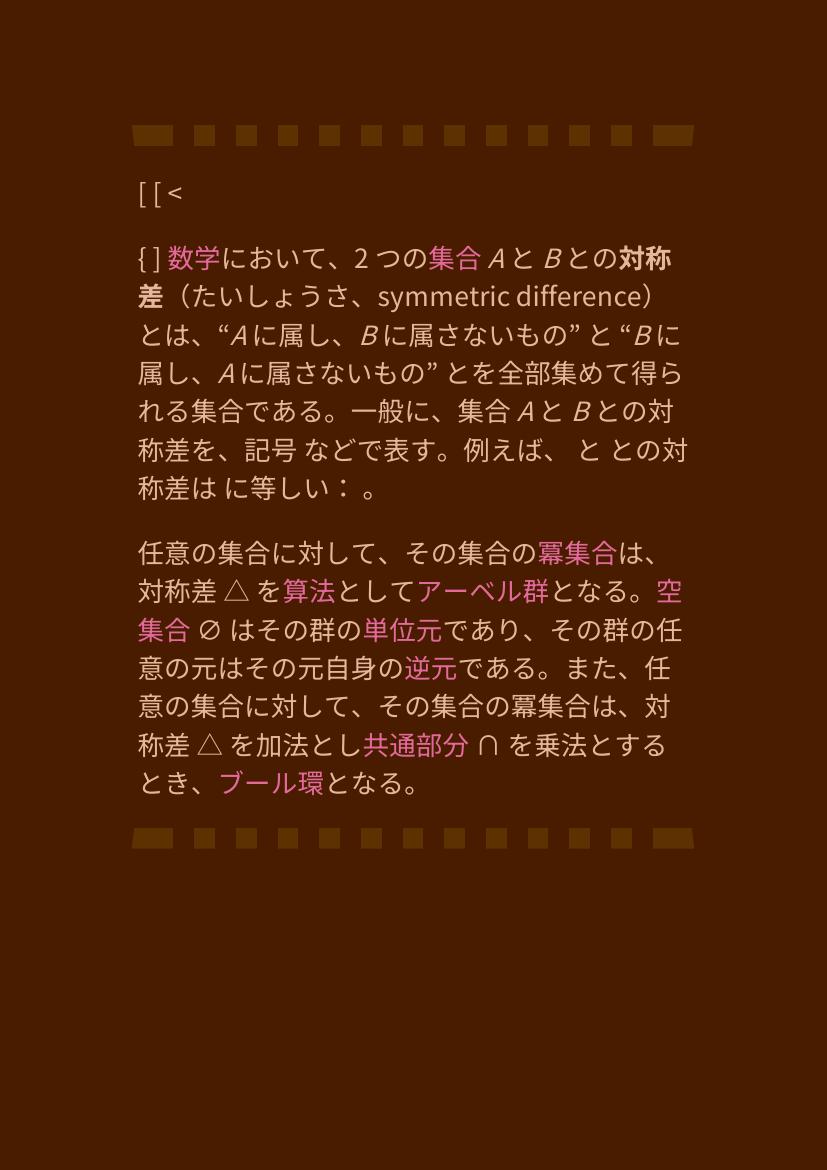 [ [ <
{ ] 数学において、2 つの集合 A と B との対称
差（たいしょうさ、symmetric difference）
とは、“A に属し、B に属さないもの” と “B に
属し、A に属さないもの” とを全部集めて得ら
れる集合である。一般に、集合 A と B との対
称差を、記号 などで表す。例えば、 と との対
称差は に等しい： 。
任意の集合に対して、その集合の冪集合は、
対称差 △ を算法としてアーベル群となる。空
集合 ∅ はその群の単位元であり、その群の任
意の元はその元自身の逆元である。また、任
意の集合に対して、その集合の冪集合は、対
称差 △ を加法とし共通部分 ∩ を乗法とする
とき、ブール環となる。